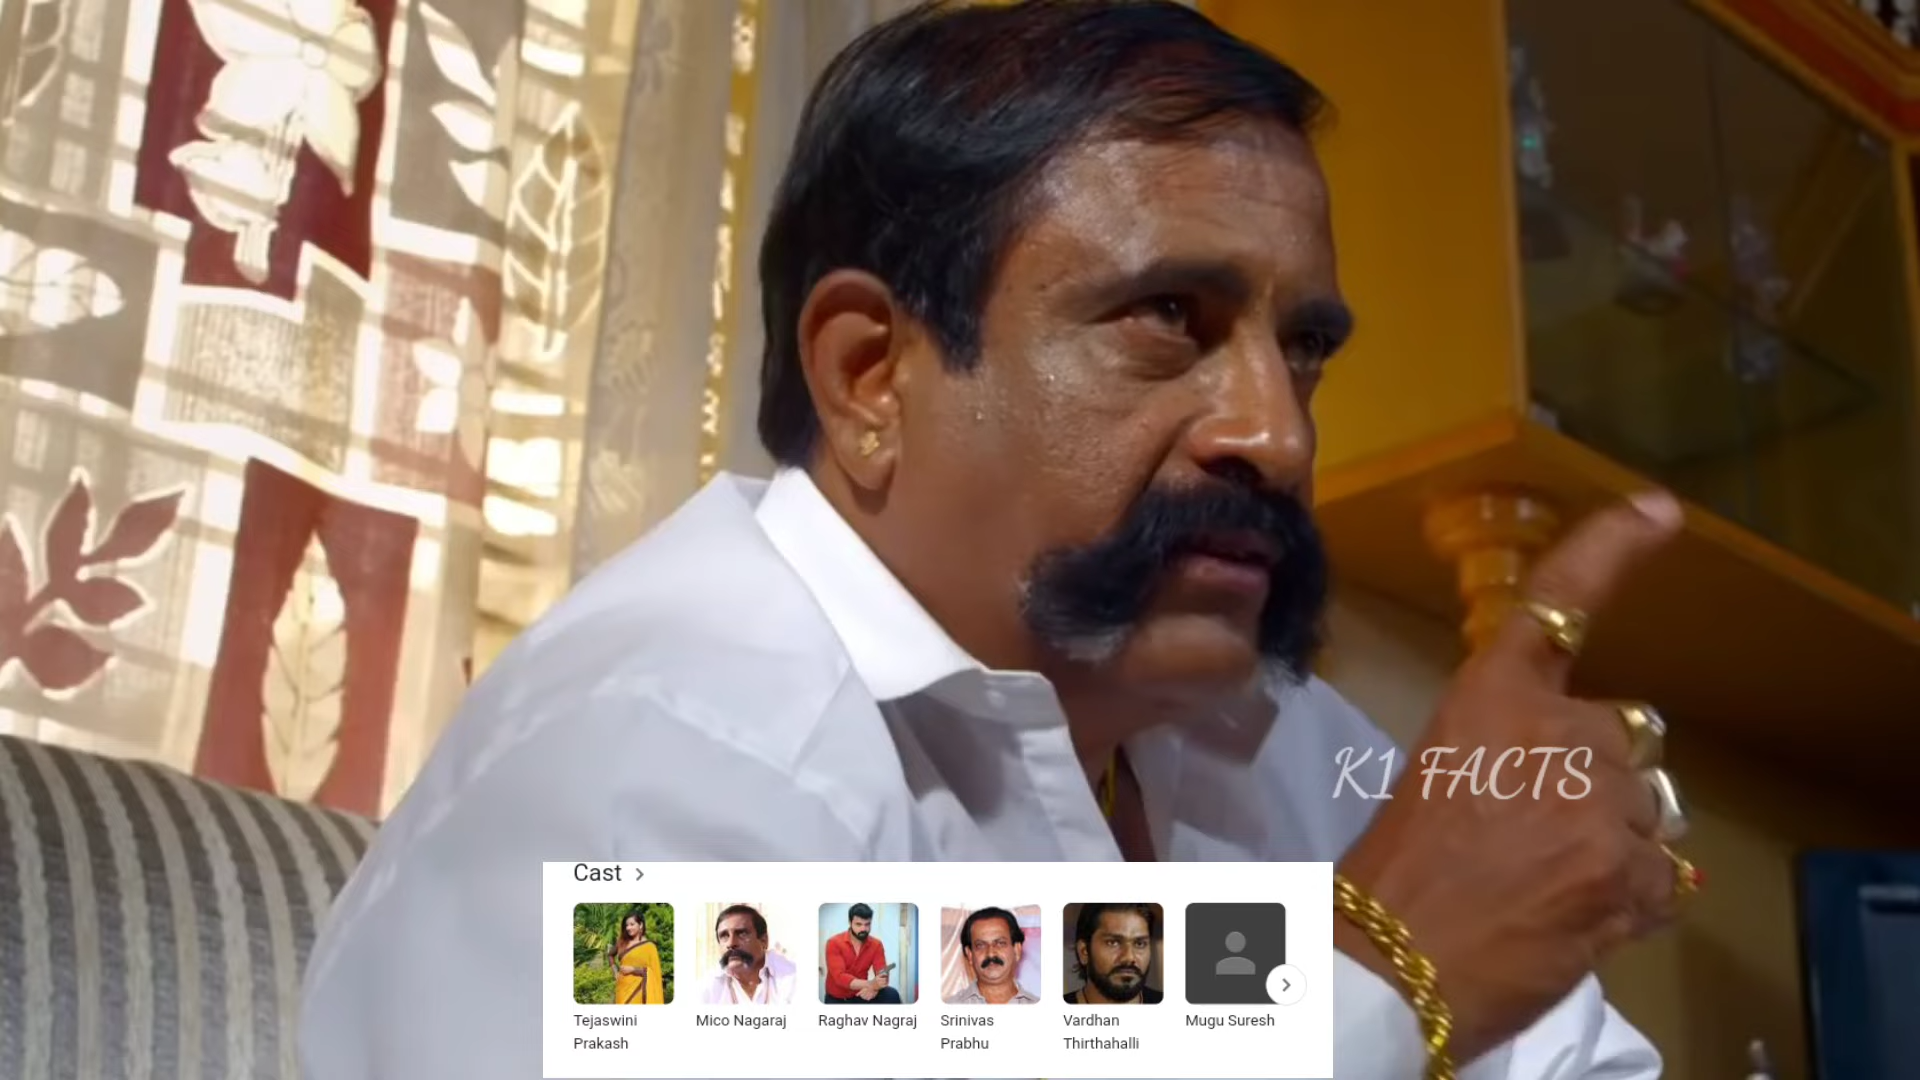 K1 FACTS
Cast
Tejaswini Prakash
Mico Nagaraj
Raghav Nagraj
Srinivas Prabhu
Vardhan Thirthahalli
Mugu Suresh